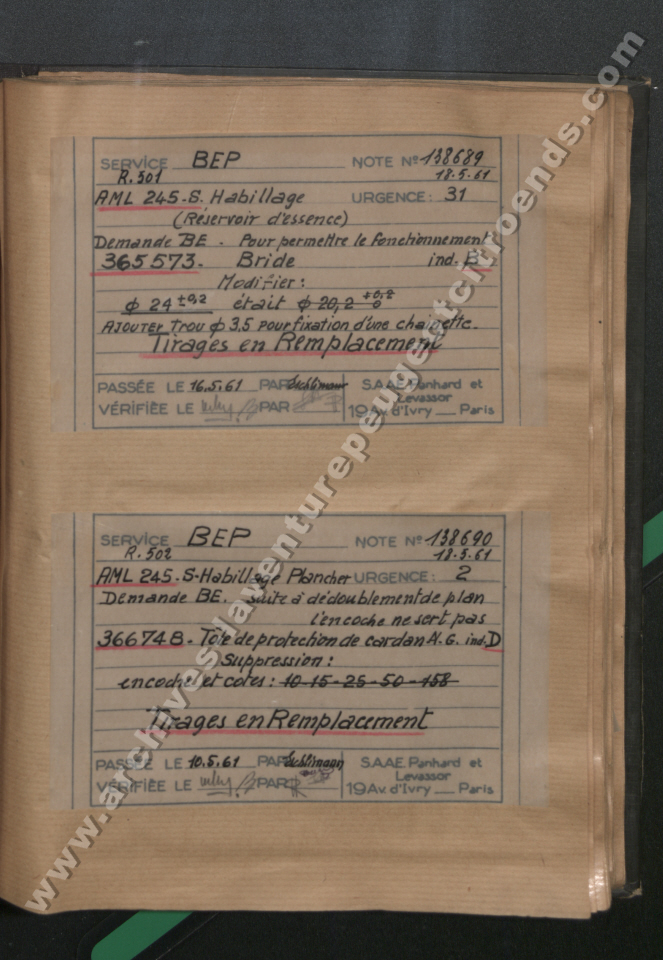 SERVICE BEP NOTE Nº 138689
R.501 18.5.61
AML 245.S. Habillage URGENCE: 31
(Réservoir d'essence)
Demande BE. Pour permettre le fonctionnement
365573. Bride ind. B
Modifier:
ϕ 24 ±0,2 était ϕ 20,2 +0,2 0
AJOUTER Trou ϕ 3,5 pour fixation d'une chainette.
Tirages en Remplacement
PASSÉE LE 16.5.61 PAR S.A.A.E Panhard et
Levassor
VÉRIFIÉE LE PAR 19 Av. d'Ivry Paris
SERVICE BEP NOTE Nº 138690
R.502 18.5.61
AML 245.S-Habillage Plancher URGENCE: 2
Demande BE. suite à dédoublement de plan
l'encoche ne sort pas
366748. Tôle de protection de cardan A.G. ind. D
Suppression:
encoches et cotes: 10-15-25-50-158
Tirages en Remplacement
PASSÉE LE 10.5.61 PAR S.A.A.E Panhard et
Levassor
VÉRIFIÉE LE PAR 19 Av. d'Ivry Paris
www.archiveslaventurepeugeotcitroends.com